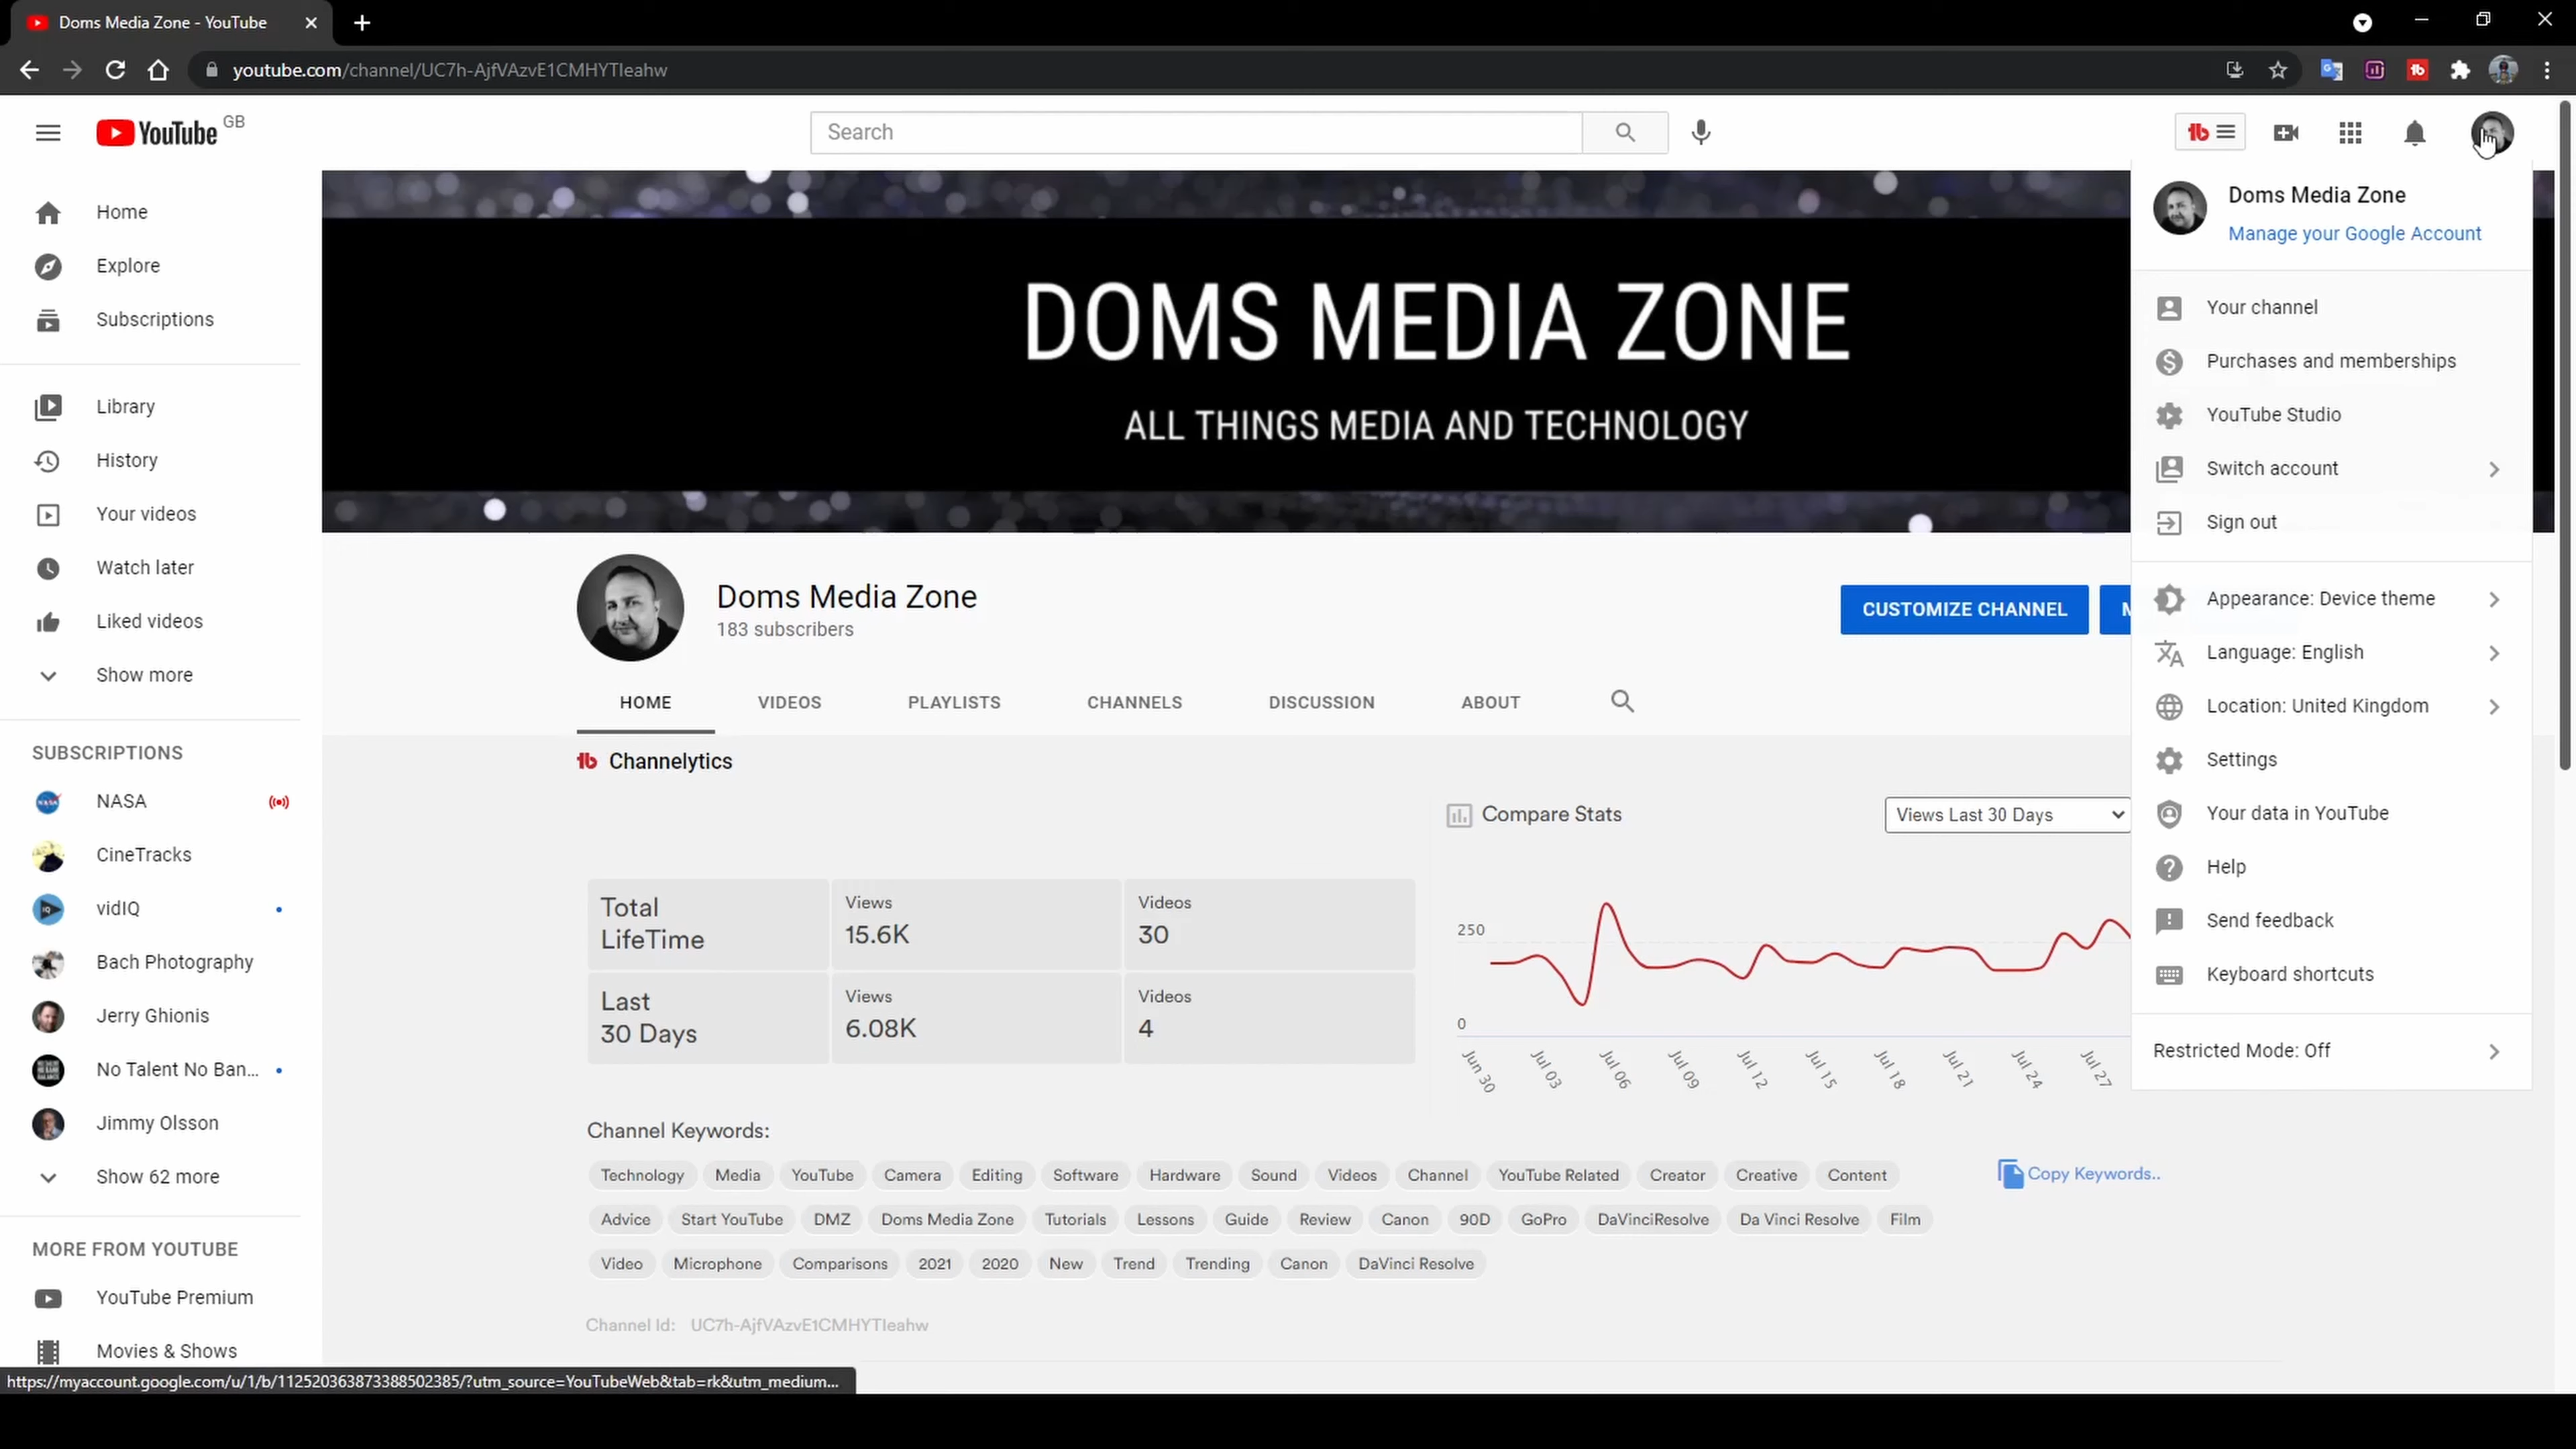 Doms Media Zone - YouTube
youtube.com/channel/UC7h-AjfVAzvE1CMHYTIeahw
YouTube GB
Search
Home
Explore
Subscriptions
Library
History
Your videos
Watch later
Liked videos
Show more
SUBSCRIPTIONS
NASA
CineTracks
vidIQ
Bach Photography
Jerry Ghionis
No Talent No Ban...
Jimmy Olsson
Show 62 more
MORE FROM YOUTUBE
YouTube Premium
Movies & Shows
DOMS MEDIA ZONE
ALL THINGS MEDIA AND TECHNOLOGY
Doms Media Zone
183 subscribers
CUSTOMIZE CHANNEL
HOME VIDEOS PLAYLISTS CHANNELS DISCUSSION ABOUT
Channelytics
Total
LifeTime
Views
15.6K
Videos
30
Last
30 Days
Views
6.08K
Videos
4
Compare Stats
Views Last 30 Days
250
0
Jun 30 Jul 03 Jul 06 Jul 09 Jul 12 Jul 15 Jul 18 Jul 21 Jul 24 Jul 27
Channel Keywords:
Technology Media YouTube Camera Editing Software Hardware Sound Videos Channel YouTube Related Creator Creative Content
Advice Start YouTube DMZ Doms Media Zone Tutorials Lessons Guide Review Canon 90D GoPro DaVinciResolve Da Vinci Resolve Film
Video Microphone Comparisons 2021 2020 New Trend Trending Canon DaVinci Resolve
Copy Keywords..
Channel Id: UC7h-AjfVAzvE1CMHYTIeahw
Doms Media Zone
Manage your Google Account
Your channel
Purchases and memberships
YouTube Studio
Switch account
Sign out
Appearance: Device theme
Language: English
Location: United Kingdom
Settings
Your data in YouTube
Help
Send feedback
Keyboard shortcuts
Restricted Mode: Off
https://myaccount.google.com/u/1/b/112520363873388502385/?utm_source=YouTubeWeb&tab=rk&utm_medium...